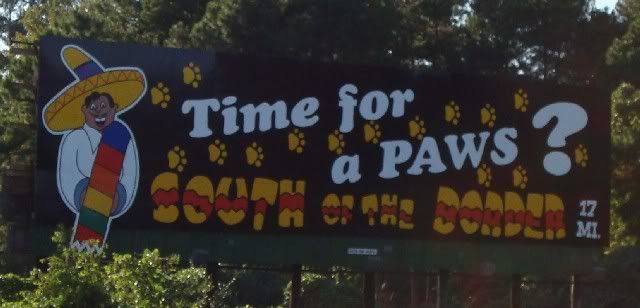 Time for
a PAWS ?
SOUTH OF THE BORDER
17
MI.